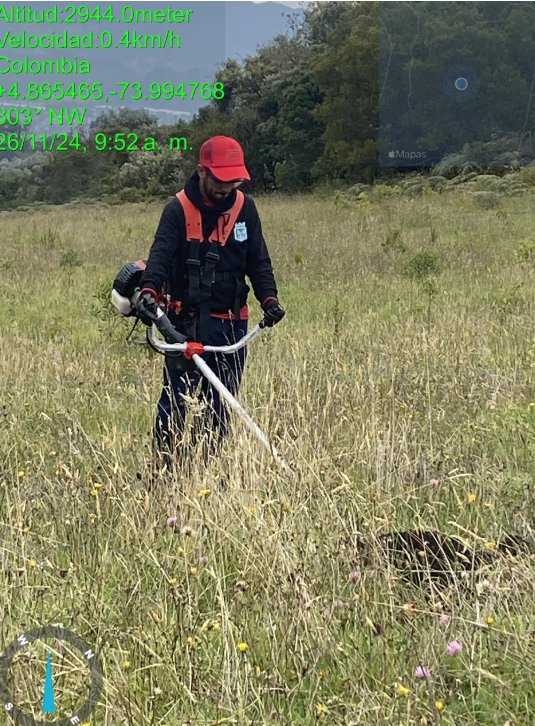 Altitud:2944.0meter
Velocidad:0.4km/h
Colombia
+4.865465,-73.994768
303° NW
26/11/24, 9:52 a. m.
Mapas
W
N
S
E